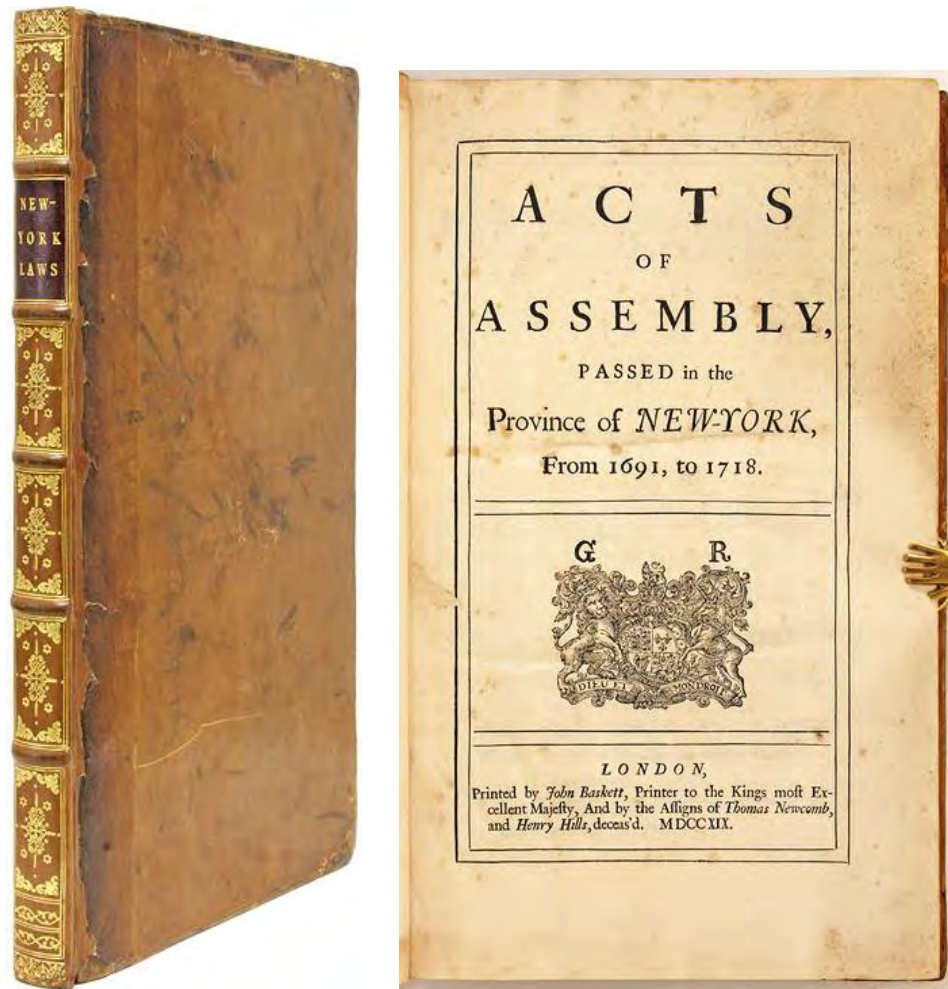 NEW-
YORK
LAWS
ACTS
OF
ASSEMBLY,
PASSED in the
Province of NEW-YORK,
From 1691, to 1718.
G R
DIEU ET MON DROIT
LONDON,
Printed by John Baskett, Printer to the Kings moſt Ex-
cellent Majeſty, And by the Aſſigns of Thomas Newcomb,
and Henry Hills, deceas'd. MDCCXIX.